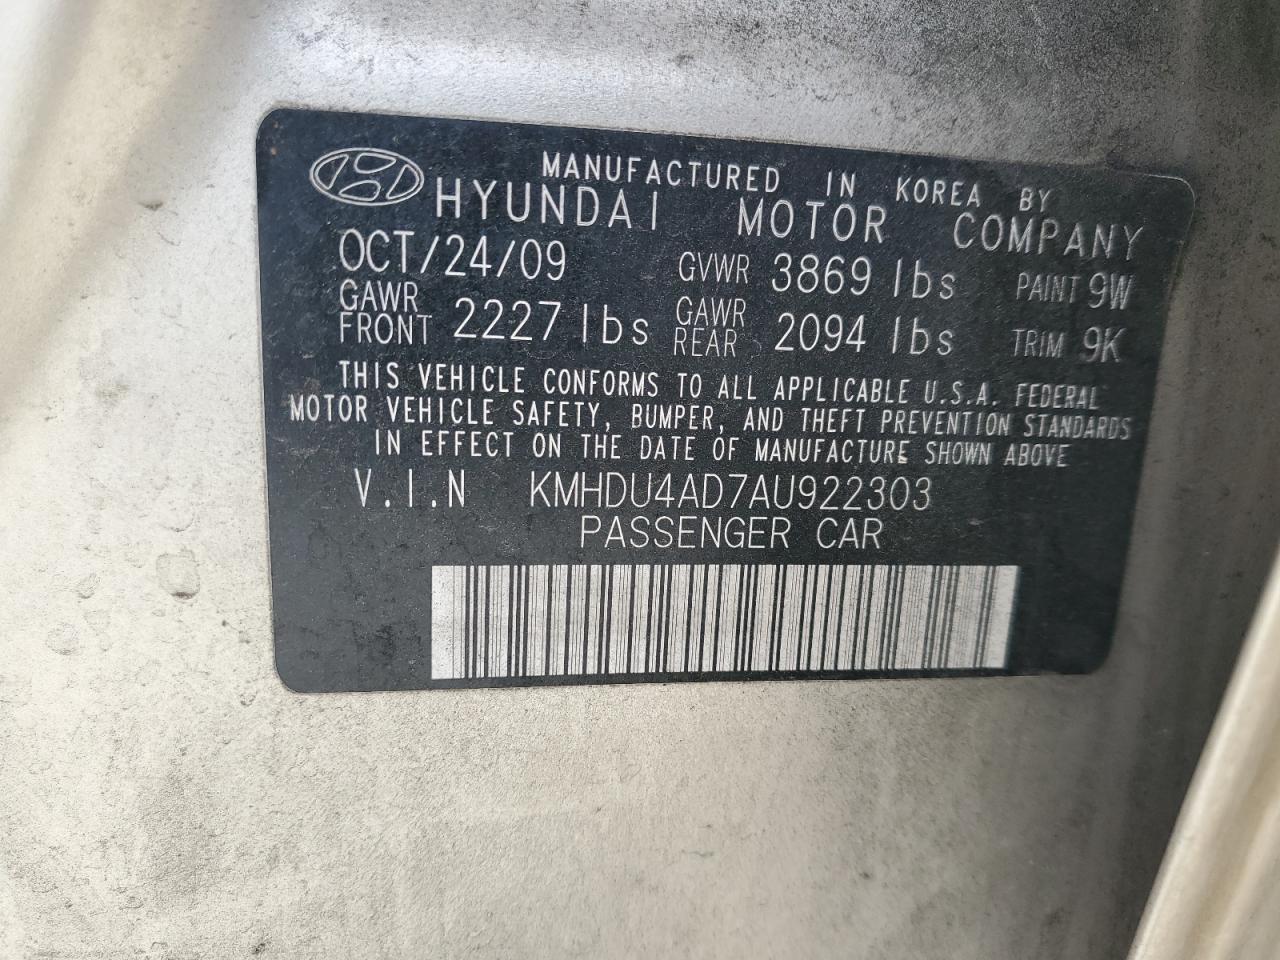 MANUFACTURED IN KOREA BY
HYUNDAI MOTOR COMPANY
OCT/24/09 GVWR 3869 lbs PAINT 9W
GAWR FRONT 2227 lbs GAWR REAR 2094 lbs TRIM 9K
THIS VEHICLE CONFORMS TO ALL APPLICABLE U.S.A. FEDERAL
MOTOR VEHICLE SAFETY, BUMPER, AND THEFT PREVENTION STANDARDS
IN EFFECT ON THE DATE OF MANUFACTURE SHOWN ABOVE
V.I.N KMHDU4AD7AU922303
PASSENGER CAR